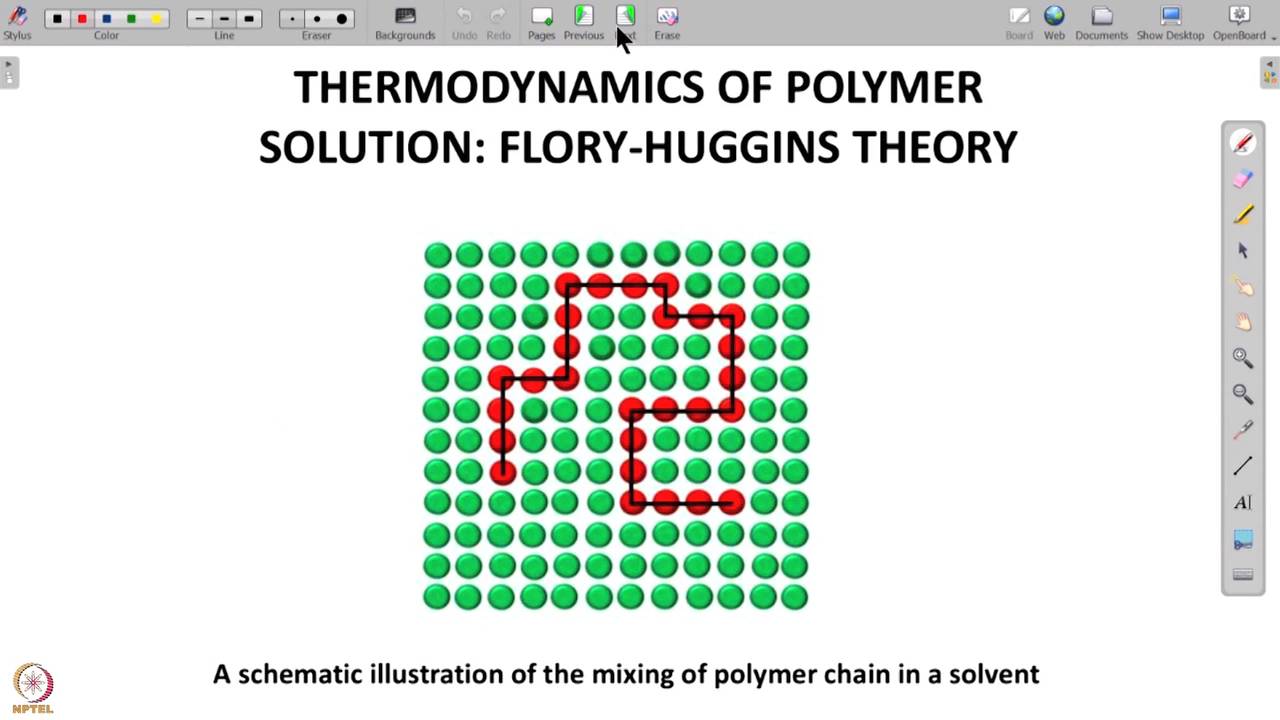 Stylus
Color
Line
Eraser
Backgrounds
Undo
Redo
Pages
Previous
Erase
Board
Web
Documents
Show Desktop
OpenBoard
THERMODYNAMICS OF POLYMER
SOLUTION: FLORY-HUGGINS THEORY
A schematic illustration of the mixing of polymer chain in a solvent
NPTEL